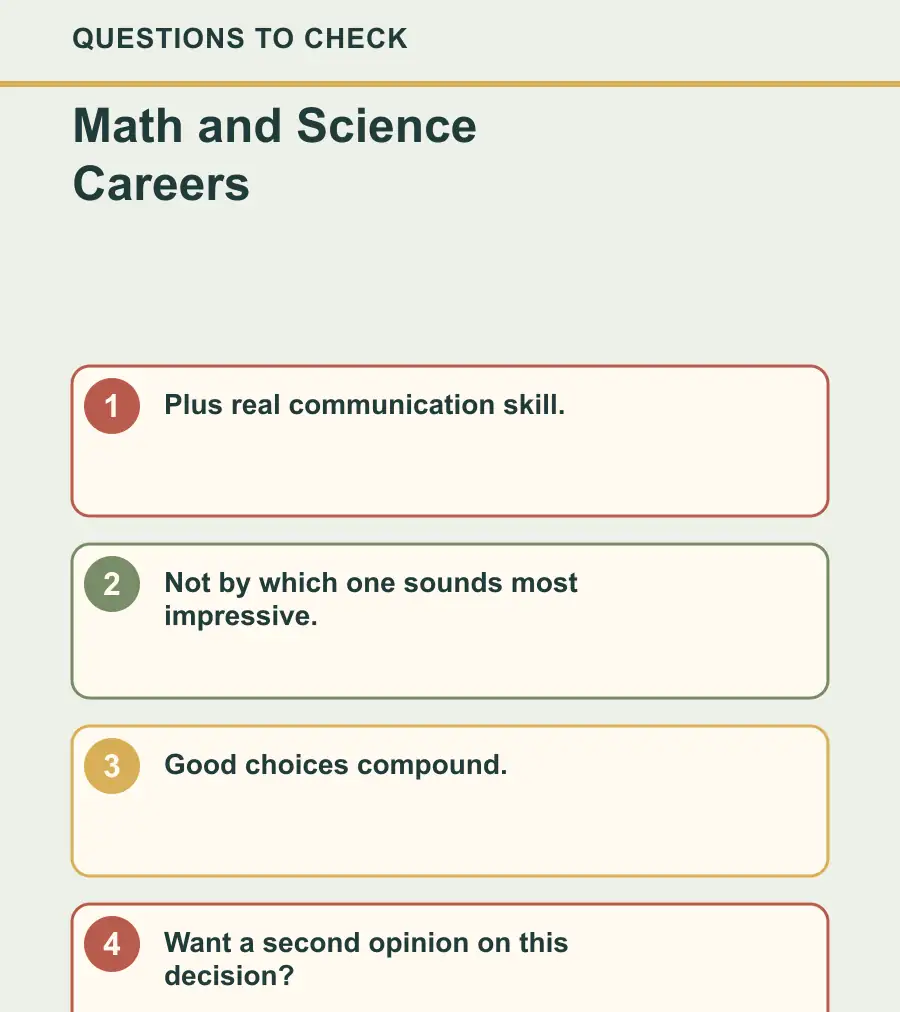 QUESTIONS TO CHECK
Math and Science
Careers
1
Plus real communication skill.
2
Not by which one sounds most
impressive.
3
Good choices compound.
4
Want a second opinion on this
decision?